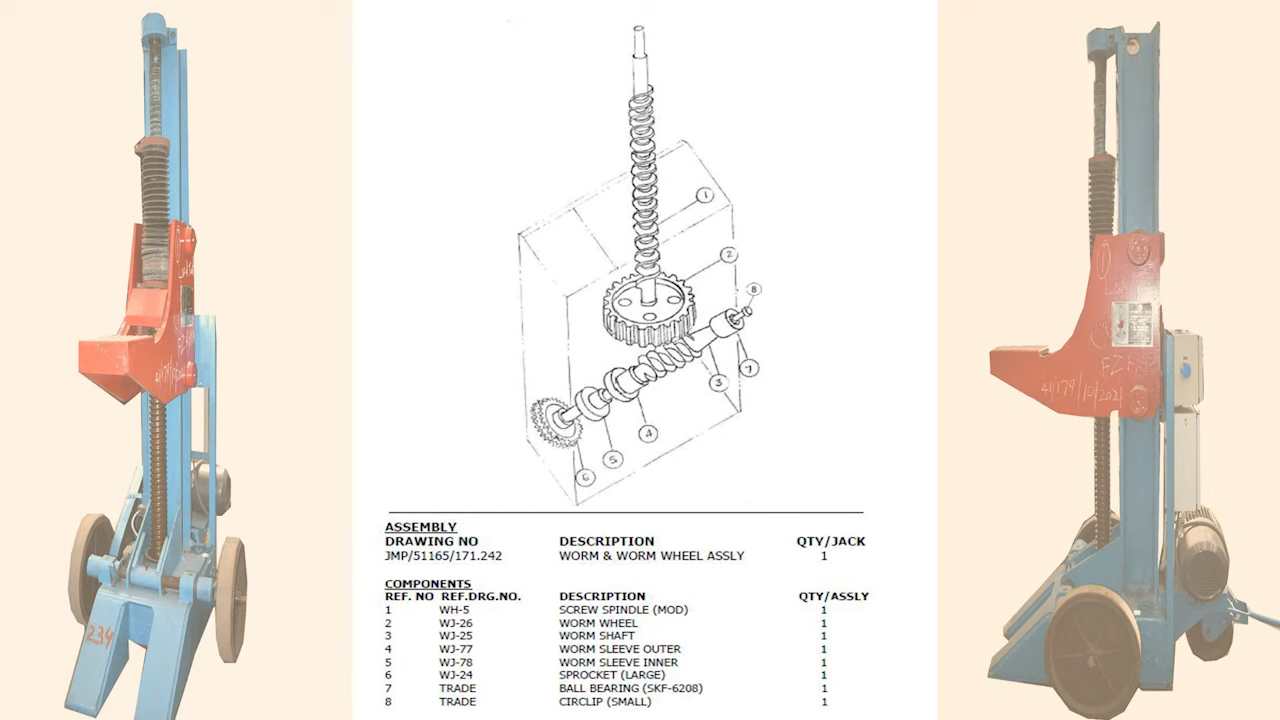 1
2
8
7
3
4
5
6
ASSEMBLY
DRAWING NO DESCRIPTION QTY/JACK
JMP/51165/171.242 WORM & WORM WHEEL ASSLY 1
COMPONENTS
REF. NO REF.DRG.NO. DESCRIPTION QTY/ASSLY
1 WH-5 SCREW SPINDLE (MOD) 1
2 WJ-26 WORM WHEEL 1
3 WJ-25 WORM SHAFT 1
4 WJ-77 WORM SLEEVE OUTER 1
5 WJ-78 WORM SLEEVE INNER 1
6 WJ-24 SPROCKET (LARGE) 1
7 TRADE BALL BEARING (SKF-6208) 1
8 TRADE CIRCLIP (SMALL) 1
234
41/179/10/2021